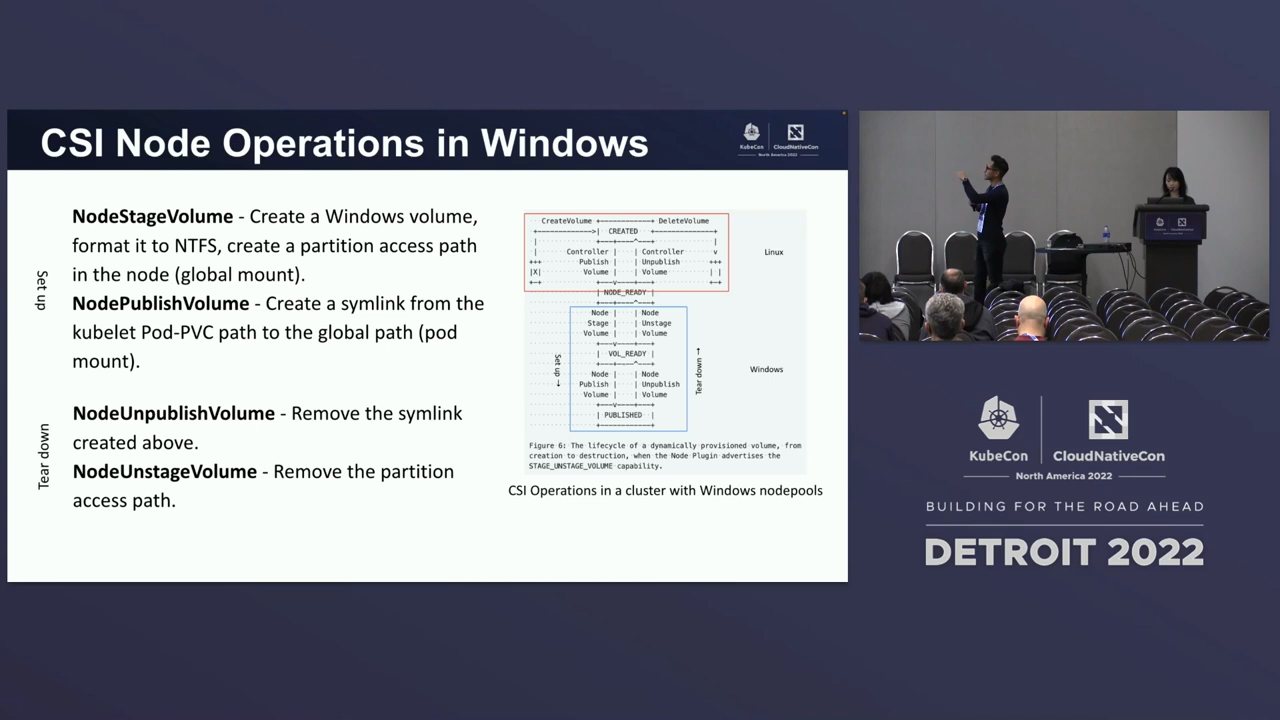 CSI Node Operations in Windows
KubeCon
CloudNativeCon
North America 2022
Set up
NodeStageVolume - Create a Windows volume,
format it to NTFS, create a partition access path
in the node (global mount).
NodePublishVolume - Create a symlink from the
kubelet Pod-PVC path to the global path (pod
mount).
Tear down
NodeUnpublishVolume - Remove the symlink
created above.
NodeUnstageVolume - Remove the partition
access path.
CreateVolume +------------+ DeleteVolume
+------------->| CREATED +--------------+
| +---+----^---+ |
| Controller | | Controller v
+++ Publish | | Unpublish +++
|X| Volume | | Volume | |
+-+ +---v----+---+ +-+
| NODE_READY |
+---+----^---+
Node | | Node
Stage | | Unstage
Volume | | Volume
+---v----+---+
| VOL_READY |
+---+----^---+
Node | | Node
Publish | | Unpublish
Volume | | Volume
+---v----+---+
| PUBLISHED |
+------------+
Linux
Windows
Set up →
Tear down →
Figure 6: The lifecycle of a dynamically provisioned volume, from
creation to destruction, when the Node Plugin advertises the
STAGE_UNSTAGE_VOLUME capability.
CSI Operations in a cluster with Windows nodepools
KubeCon
CloudNativeCon
North America 2022
BUILDING FOR THE ROAD AHEAD
DETROIT 2022